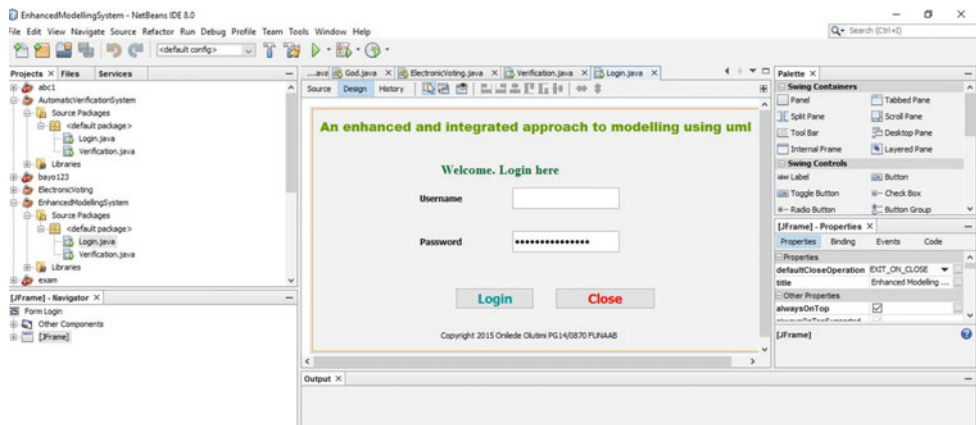 EnhancedModellingSystem - NetBeans IDE 8.0
File Edit View Navigate Source Refactor Run Debug Profile Team Tools Window Help
Search (Ctrl+I)
<default config>
Projects Files Services
abc1
AutomaticVerificationSystem
Source Packages
<default package>
Login.java
Verification.java
Libraries
bayo123
ElectronicVoting
EnhancedModellingSystem
Source Packages
<default package>
Login.java
Verification.java
Libraries
exam
[JFrame] - Navigator
Form Login
Other Components
[JFrame]
God.java ElectronicVoting.java Verification.java Login.java
Source Design History
An enhanced and integrated approach to modelling using uml
Welcome. Login here
Username
Password
Login Close
Copyright 2015 Onilede Olutimi PG14/0870 FUNAAB
Output
Palette
Swing Containers
Panel Tabbed Pane
Split Pane Scroll Pane
Tool Bar Desktop Pane
Internal Frame Layered Pane
Swing Controls
label Label Button
Toggle Button Check Box
Radio Button Button Group
[JFrame] - Properties
Properties Binding Events Code
Properties
defaultCloseOperation EXIT_ON_CLOSE
title Enhanced Modelling ...
Other Properties
alwaysOnTop
[JFrame]